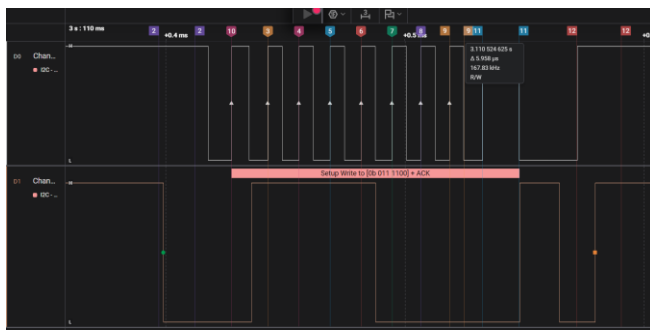 3 s : 110 ms
2 +0.4 ms 2 10 3 4 5 6 7 +0.5 ms 8 9 9 11 11 12 12 +0
D0 Chan...
I2C - ...
H
L
3.110 524 625 s
Δ 5.958 µs
167.83 kHz
R/W
Setup Write to [0b 011 1100] + ACK
D1 Chan...
I2C - ...
H
L